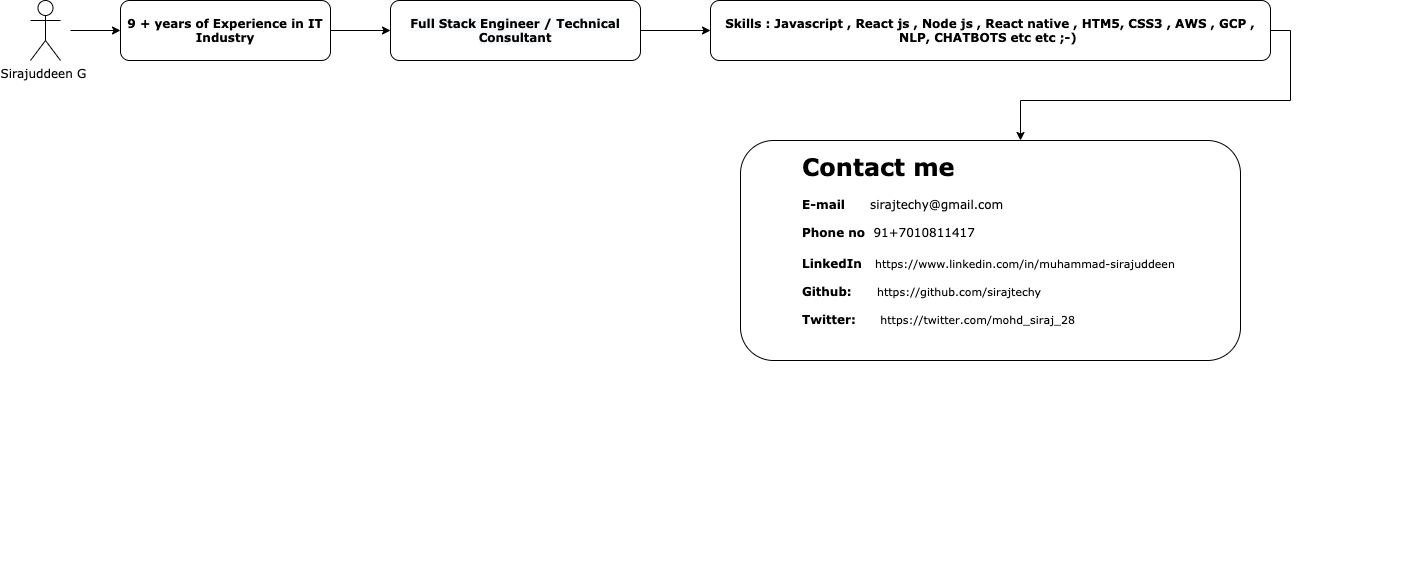 Sirajuddeen G
9 + years of Experience in IT
Industry
Full Stack Engineer / Technical
Consultant
Skills : Javascript , React js , Node js , React native , HTM5, CSS3 , AWS , GCP ,
NLP, CHATBOTS etc etc ;-)
Contact me
E-mail sirajtechy@gmail.com
Phone no 91+7010811417
LinkedIn https://www.linkedin.com/in/muhammad-sirajuddeen
Github: https://github.com/sirajtechy
Twitter: https://twitter.com/mohd_siraj_28